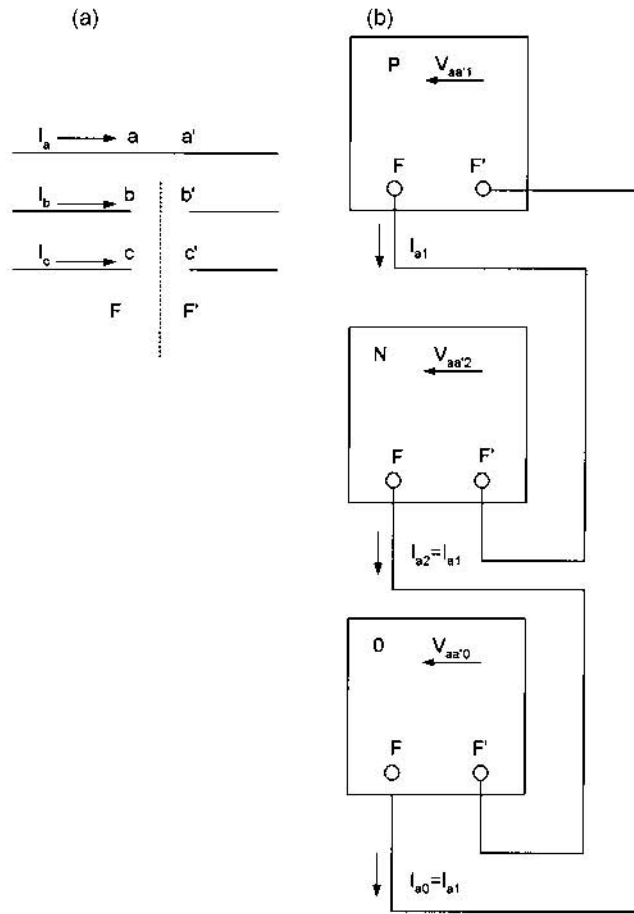 (a)
I_a a a'
I_b b b'
I_c c c'
F F'
(b)
P V_aa'1
F F'
I_a1
N V_aa'2
F F'
I_a2=I_a1
0 V_aa'0
F F'
I_a0=I_a1